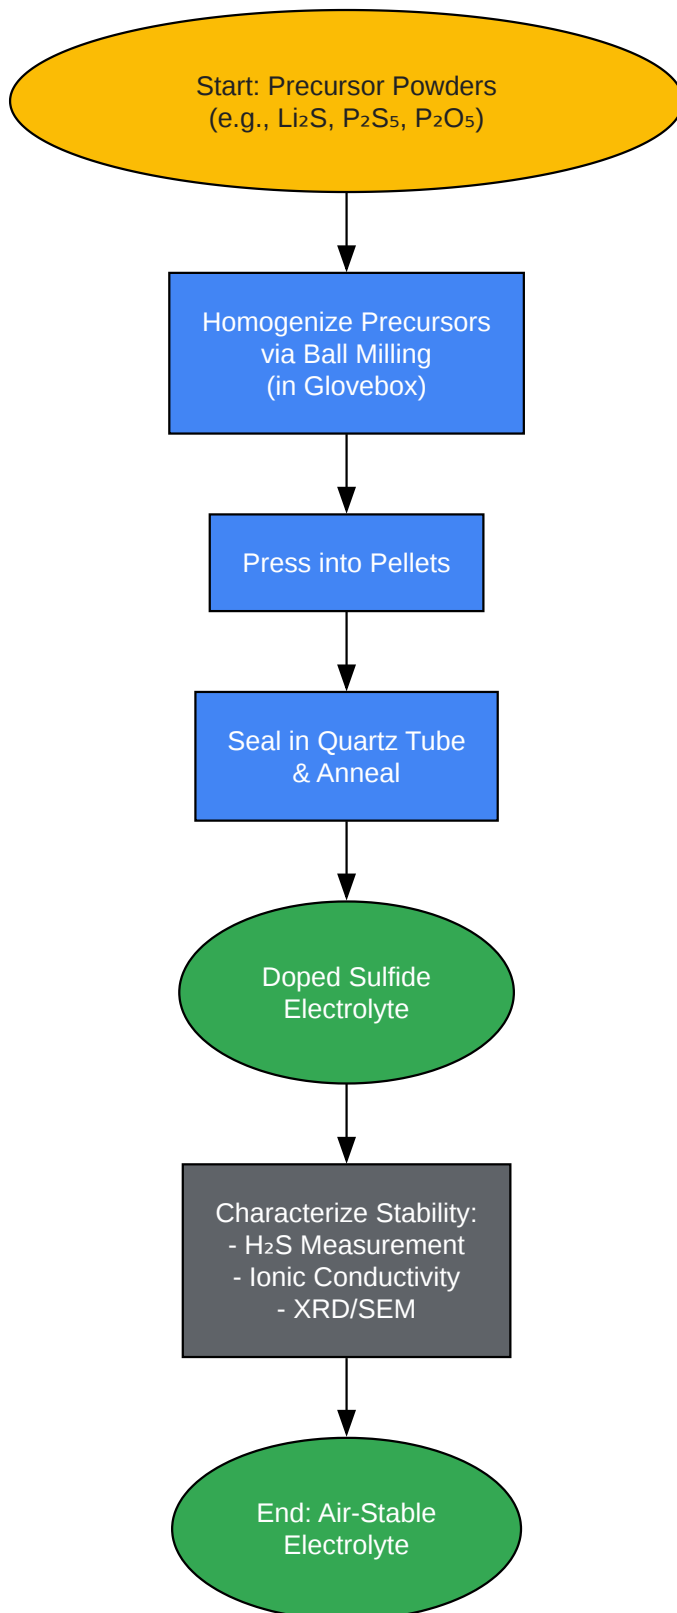 Start: Precursor Powders
(e.g., Li₂S, P₂S₅, P₂O₅)
Homogenize Precursors
via Ball Milling
(in Glovebox)
Press into Pellets
Seal in Quartz Tube
& Anneal
Doped Sulfide
Electrolyte
Characterize Stability:
- H₂S Measurement
- Ionic Conductivity
- XRD/SEM
End: Air-Stable
Electrolyte